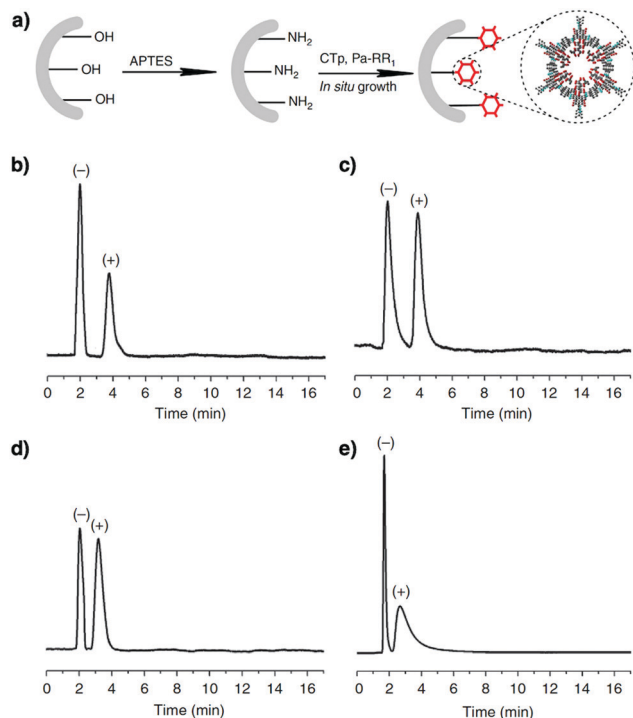 a)
OH
OH
OH
APTES
NH2
NH2
NH2
CTp, Pa-RR1
In situ growth
b)
(–)
(+)
0 2 4 6 8 10 12 14 16
Time (min)
c)
(–)
(+)
0 2 4 6 8 10 12 14 16
Time (min)
d)
(–)
(+)
0 2 4 6 8 10 12 14 16
Time (min)
e)
(–)
(+)
0 2 4 6 8 10 12 14 16
Time (min)